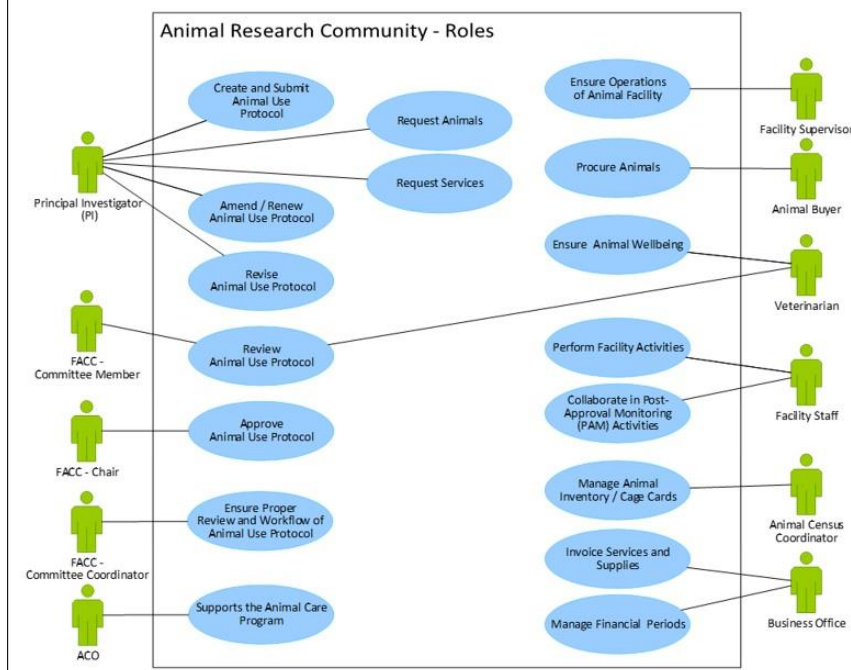 Animal Research Community - Roles
Create and Submit
Animal Use
Protocol
Request Animals
Request Services
Amend / Renew
Animal Use Protocol
Revise
Animal Use Protocol
Review
Animal Use Protocol
Approve
Animal Use Protocol
Ensure Proper
Review and Workflow of
Animal Use Protocol
Supports the Animal Care
Program
Ensure Operations
of Animal Facility
Procure Animals
Ensure Animal Wellbeing
Perform Facility Activities
Collaborate in Post-
Approval Monitoring
(PAM) Activities
Manage Animal
Inventory / Cage Cards
Invoice Services and
Supplies
Manage Financial Periods
Principal Investigator
(PI)
FACC -
Committee Member
FACC - Chair
FACC -
Committee Coordinator
ACO
Facility Supervisor
Animal Buyer
Veterinarian
Facility Staff
Animal Census
Coordinator
Business Office